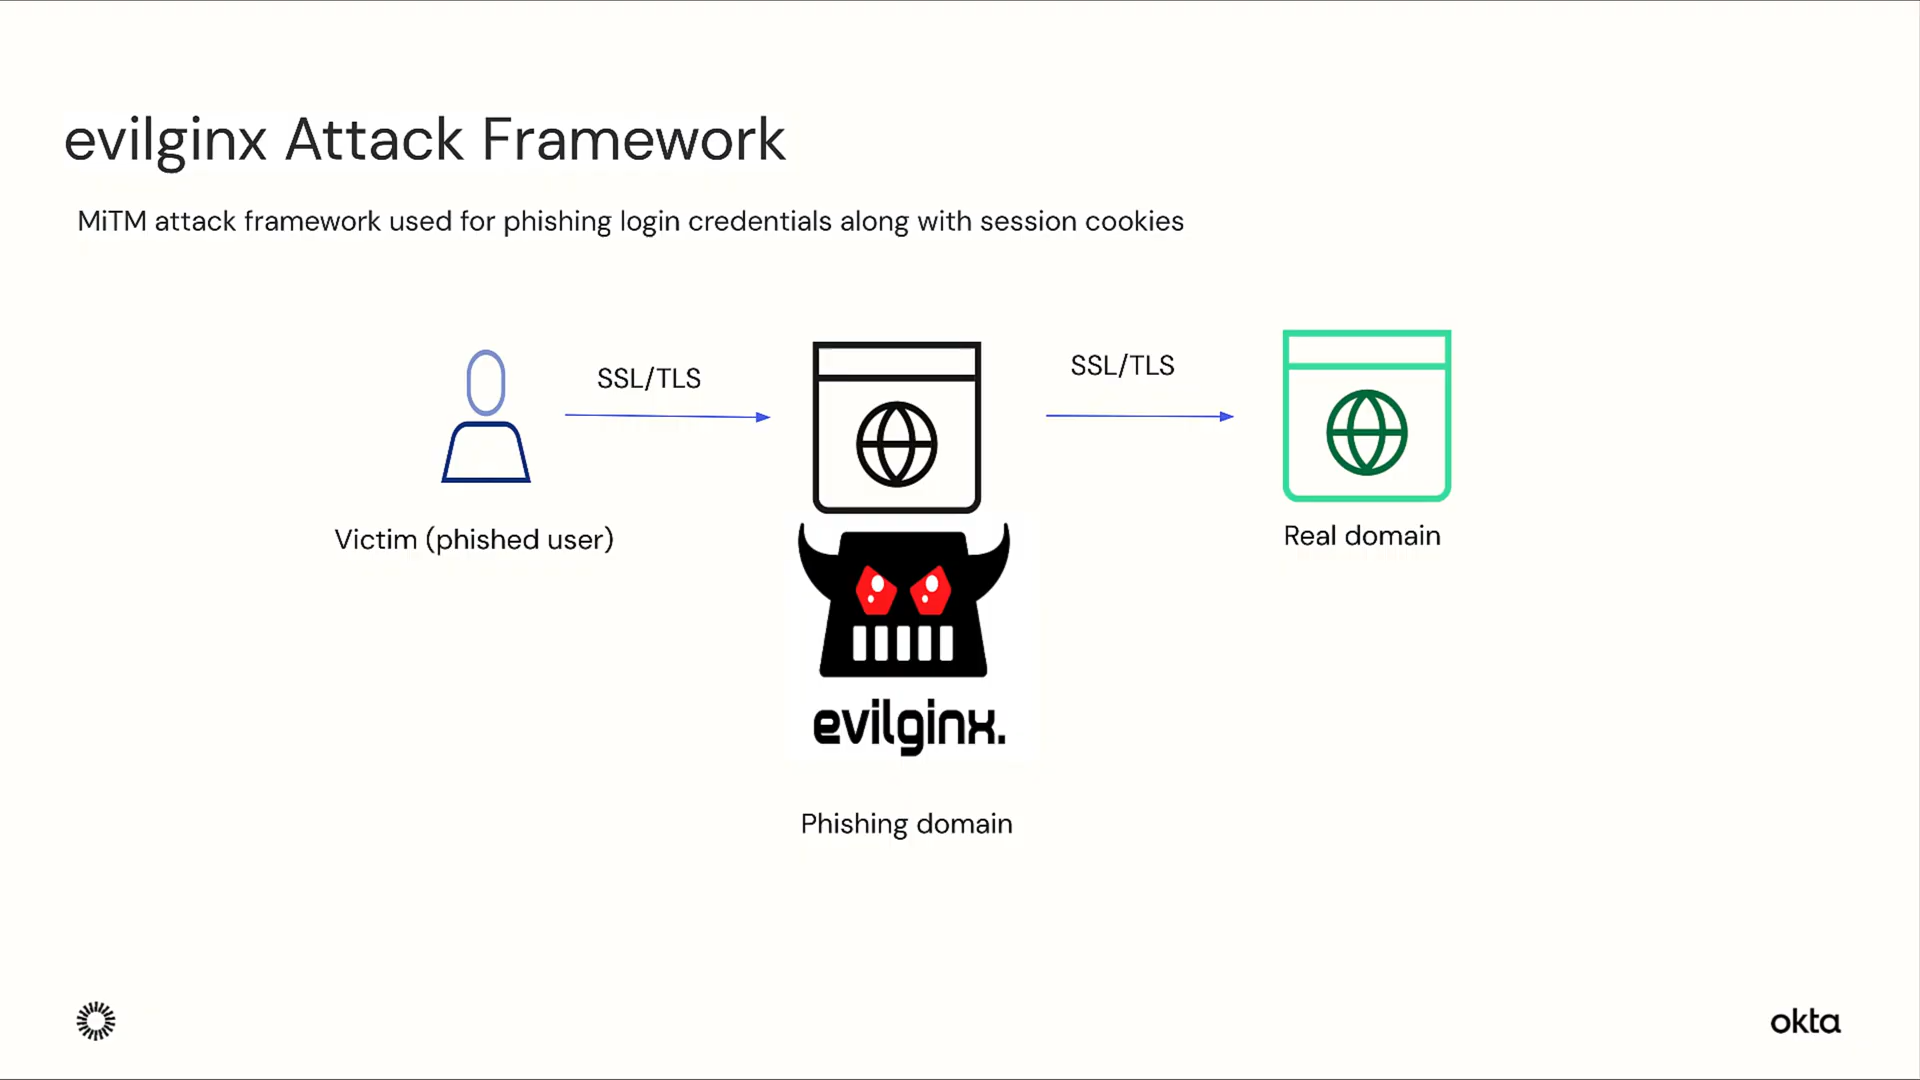 evilginx Attack Framework
MiTM attack framework used for phishing login credentials along with session cookies
SSL/TLS
SSL/TLS
Victim (phished user)
Real domain
evilginx.
Phishing domain
okta